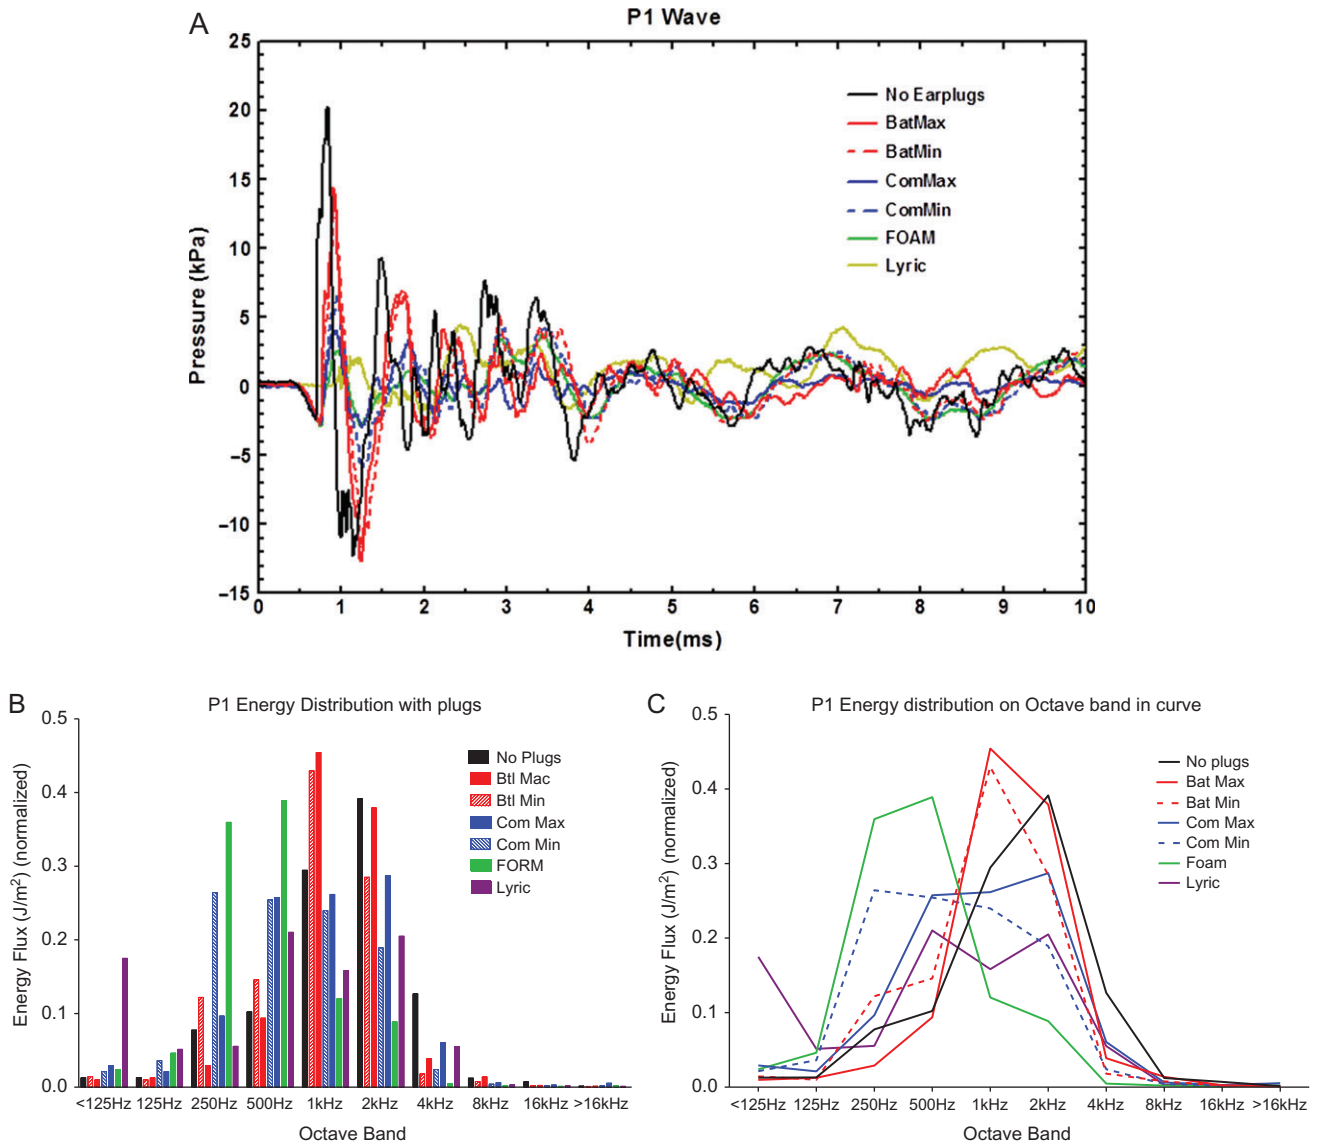 A
P1 Wave
25
20
15
10
5
0
−5
−10
−15
Pressure (kPa)
No Earplugs
BatMax
BatMin
ComMax
ComMin
FOAM
Lyric
0 1 2 3 4 5 6 7 8 9 10
Time(ms)
B
P1 Energy Distribution with plugs
0.5
0.4
0.3
0.2
0.1
0.0
Energy Flux (J/m²) (normalized)
No Plugs
Btl Mac
Btl Min
Com Max
Com Min
FORM
Lyric
<125Hz 125Hz 250Hz 500Hz 1kHz 2kHz 4kHz 8kHz 16kHz >16kHz
Octave Band
C
P1 Energy distribution on Octave band in curve
0.5
0.4
0.3
0.2
0.1
0.0
Energy Flux (J/m²) (normalized)
No plugs
Bat Max
Bat Min
Com Max
Com Min
Foam
Lyric
<125Hz 125Hz 250Hz 500Hz 1kHz 2kHz 4kHz 8kHz 16kHz >16kHz
Octave Band